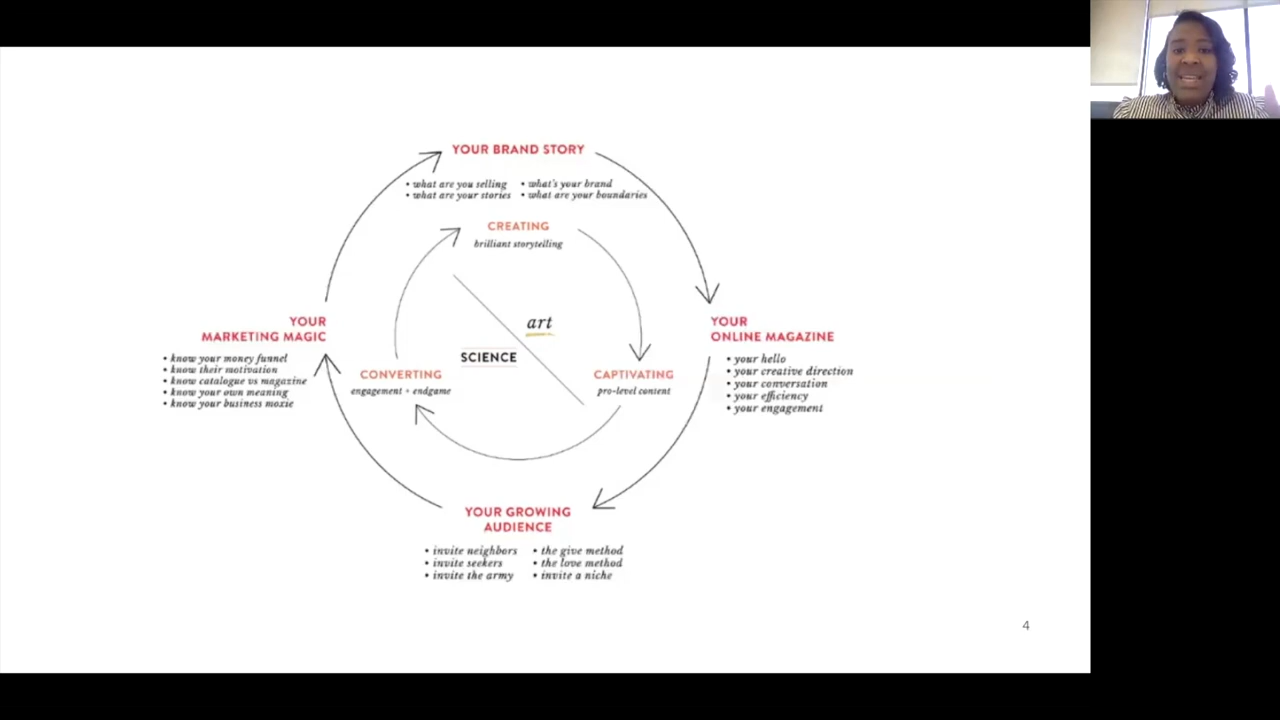 YOUR BRAND STORY
• what are you selling • what's your brand
• what are your stories • what are your boundaries
CREATING
brilliant storytelling
YOUR
MARKETING MAGIC
• know your money funnel
• know their motivation
• know catalogue vs magazine
• know your own meaning
• know your business moxie
art
SCIENCE
CONVERTING
engagement + endgame
CAPTIVATING
pro-level content
YOUR
ONLINE MAGAZINE
• your hello
• your creative direction
• your conversation
• your efficiency
• your engagement
YOUR GROWING
AUDIENCE
• invite neighbors • the give method
• invite seekers • the love method
• invite the army • invite a niche
4